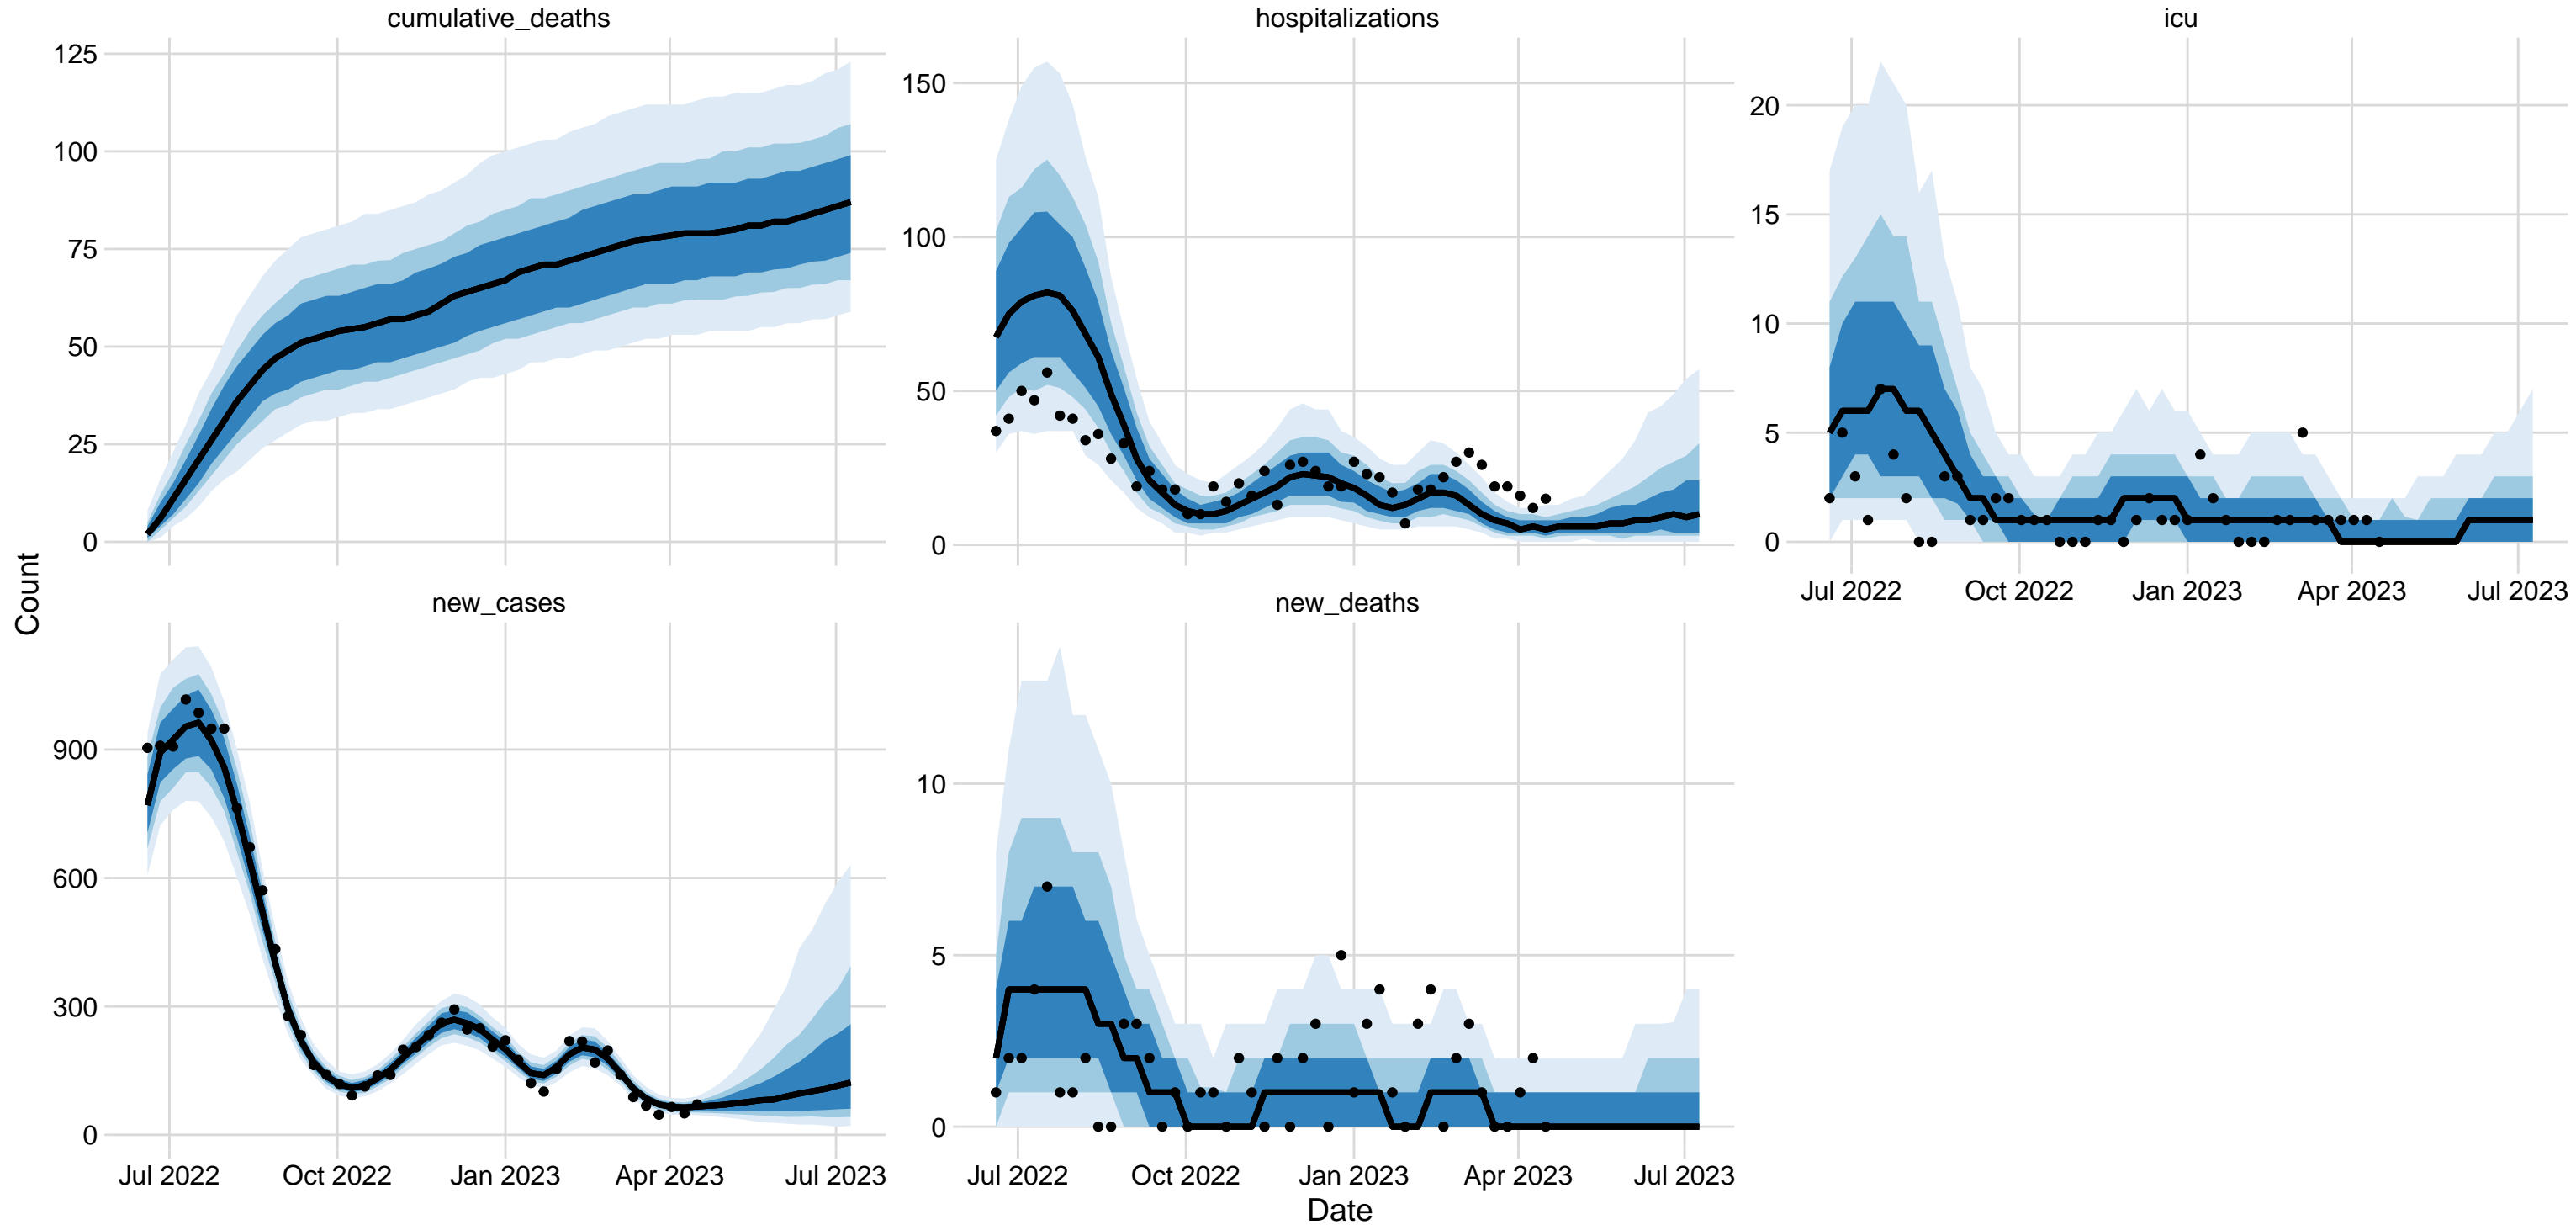 cumulative_deaths
hospitalizations
icu
125
100
75
50
25
0
150
100
50
0
20
15
10
5
0
Jul 2022
Oct 2022
Jan 2023
Apr 2023
Jul 2023
Count
new_cases
new_deaths
900
600
300
0
10
5
0
Jul 2022
Oct 2022
Jan 2023
Apr 2023
Jul 2023
Jul 2022
Oct 2022
Jan 2023
Apr 2023
Jul 2023
Date